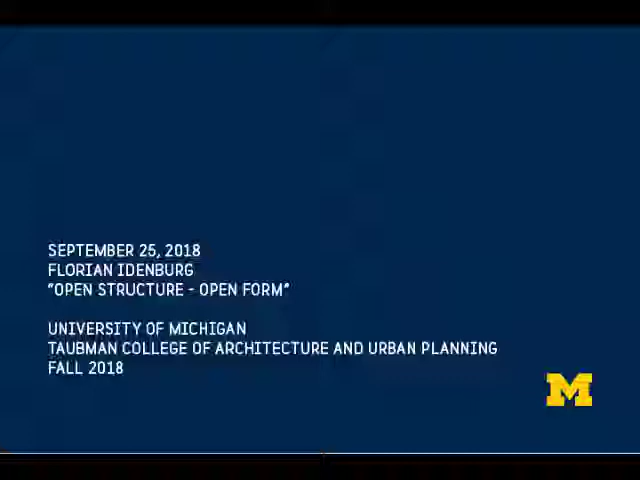 SEPTEMBER 25, 2018
FLORIAN IDENBURG
"OPEN STRUCTURE - OPEN FORM"
UNIVERSITY OF MICHIGAN
TAUBMAN COLLEGE OF ARCHITECTURE AND URBAN PLANNING
FALL 2018
M